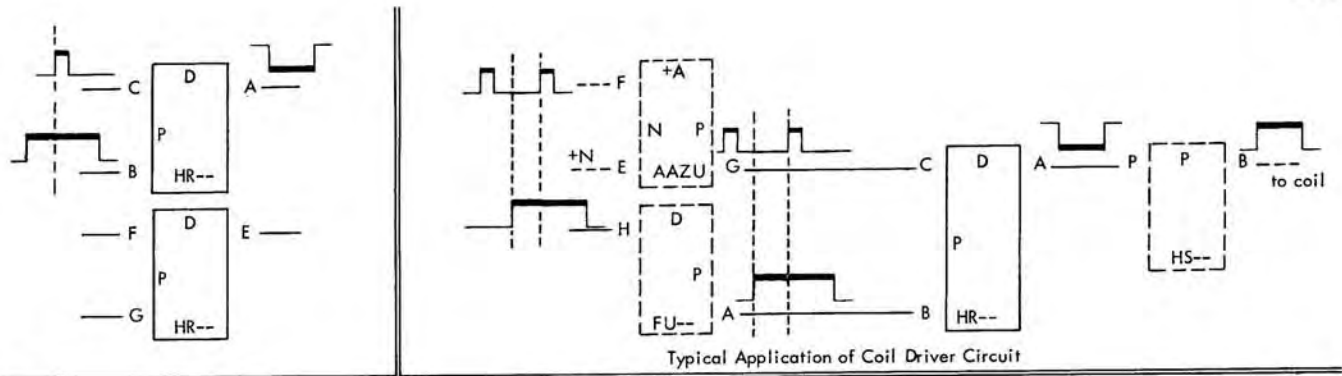 D
C
A
P
B
HR--
F
D
E
P
G
HR--
F
+A
N
P
+N
E
AAZU
G
C
D
A
P
P
B
to coil
H
D
P
P
HS--
A
B
FU--
HR--
Typical Application of Coil Driver Circuit